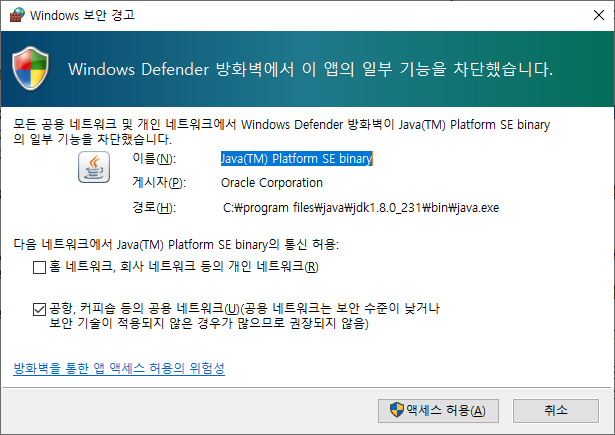 Windows 보안 경고
Windows Defender 방화벽에서 이 앱의 일부 기능을 차단했습니다.
모든 공용 네트워크 및 개인 네트워크에서 Windows Defender 방화벽이 Java(TM) Platform SE binary
의 일부 기능을 차단했습니다.
이름(N): Java(TM) Platform SE binary
게시자(P): Oracle Corporation
경로(H): C:₩program files₩java₩jdk1.8.0_231₩bin₩java.exe
다음 네트워크에서 Java(TM) Platform SE binary의 통신 허용:
홈 네트워크, 회사 네트워크 등의 개인 네트워크(R)
공항, 커피숍 등의 공용 네트워크(U)(공용 네트워크는 보안 수준이 낮거나
보안 기술이 적용되지 않은 경우가 많으므로 권장되지 않음)
방화벽을 통한 앱 액세스 허용의 위험성
액세스 허용(A) 취소